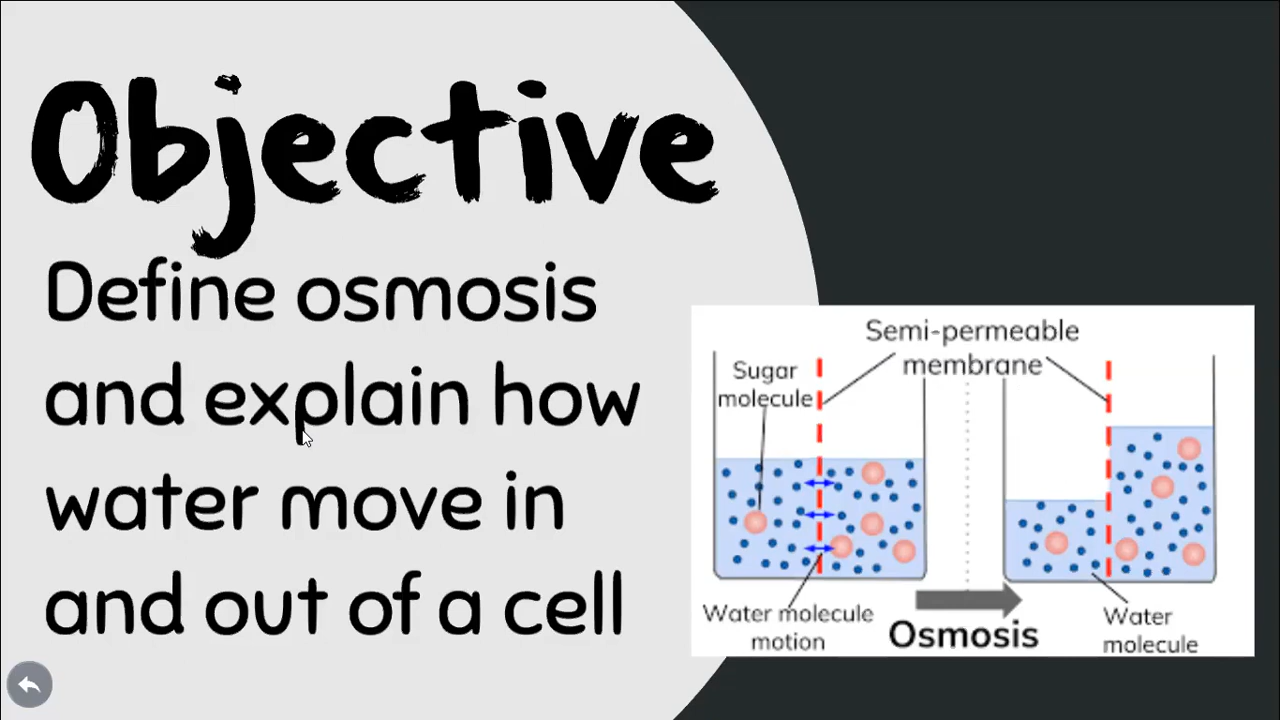 Objective
Define osmosis
and explain how
water move in
and out of a cell
Semi-permeable
membrane
Sugar
molecule
Water molecule
motion
Osmosis
Water
molecule